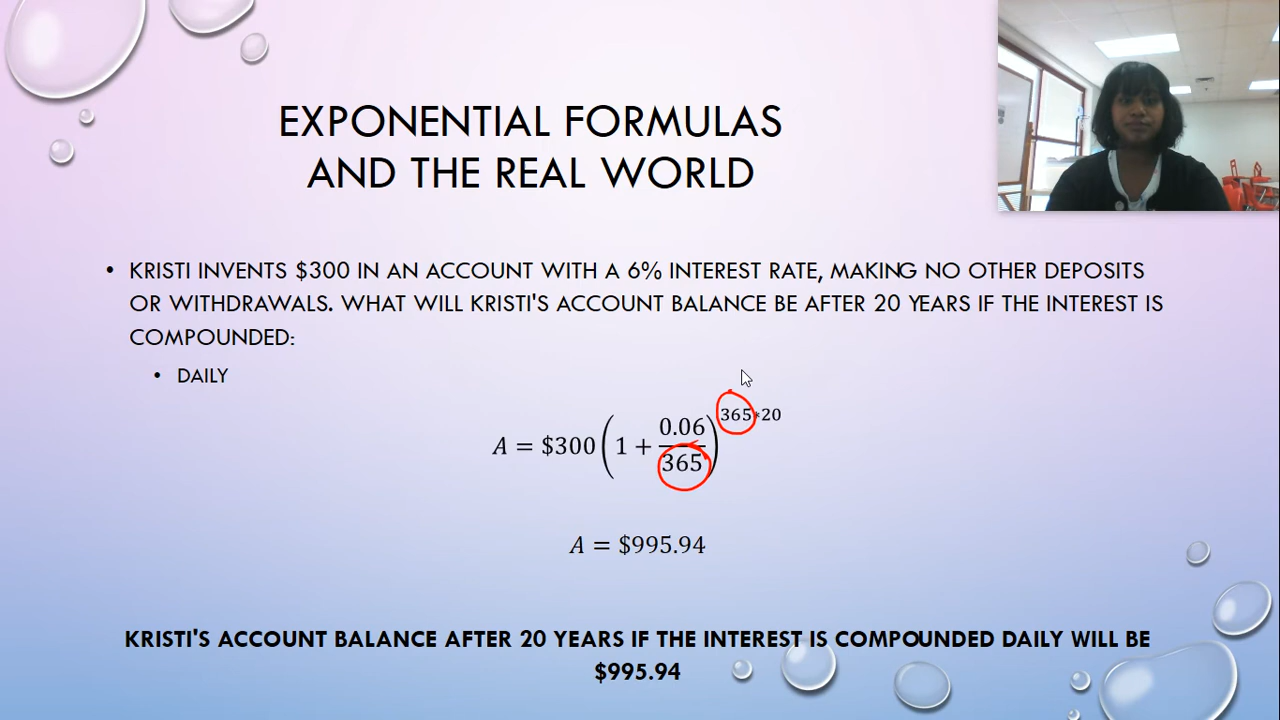 EXPONENTIAL FORMULAS
AND THE REAL WORLD
• KRISTI INVENTS $300 IN AN ACCOUNT WITH A 6% INTEREST RATE, MAKING NO OTHER DEPOSITS
OR WITHDRAWALS. WHAT WILL KRISTI'S ACCOUNT BALANCE BE AFTER 20 YEARS IF THE INTEREST IS
COMPOUNDED:
• DAILY
A = $300(1 + 0.06/365)^365*20
A = $995.94
KRISTI'S ACCOUNT BALANCE AFTER 20 YEARS IF THE INTEREST IS COMPOUNDED DAILY WILL BE
$995.94